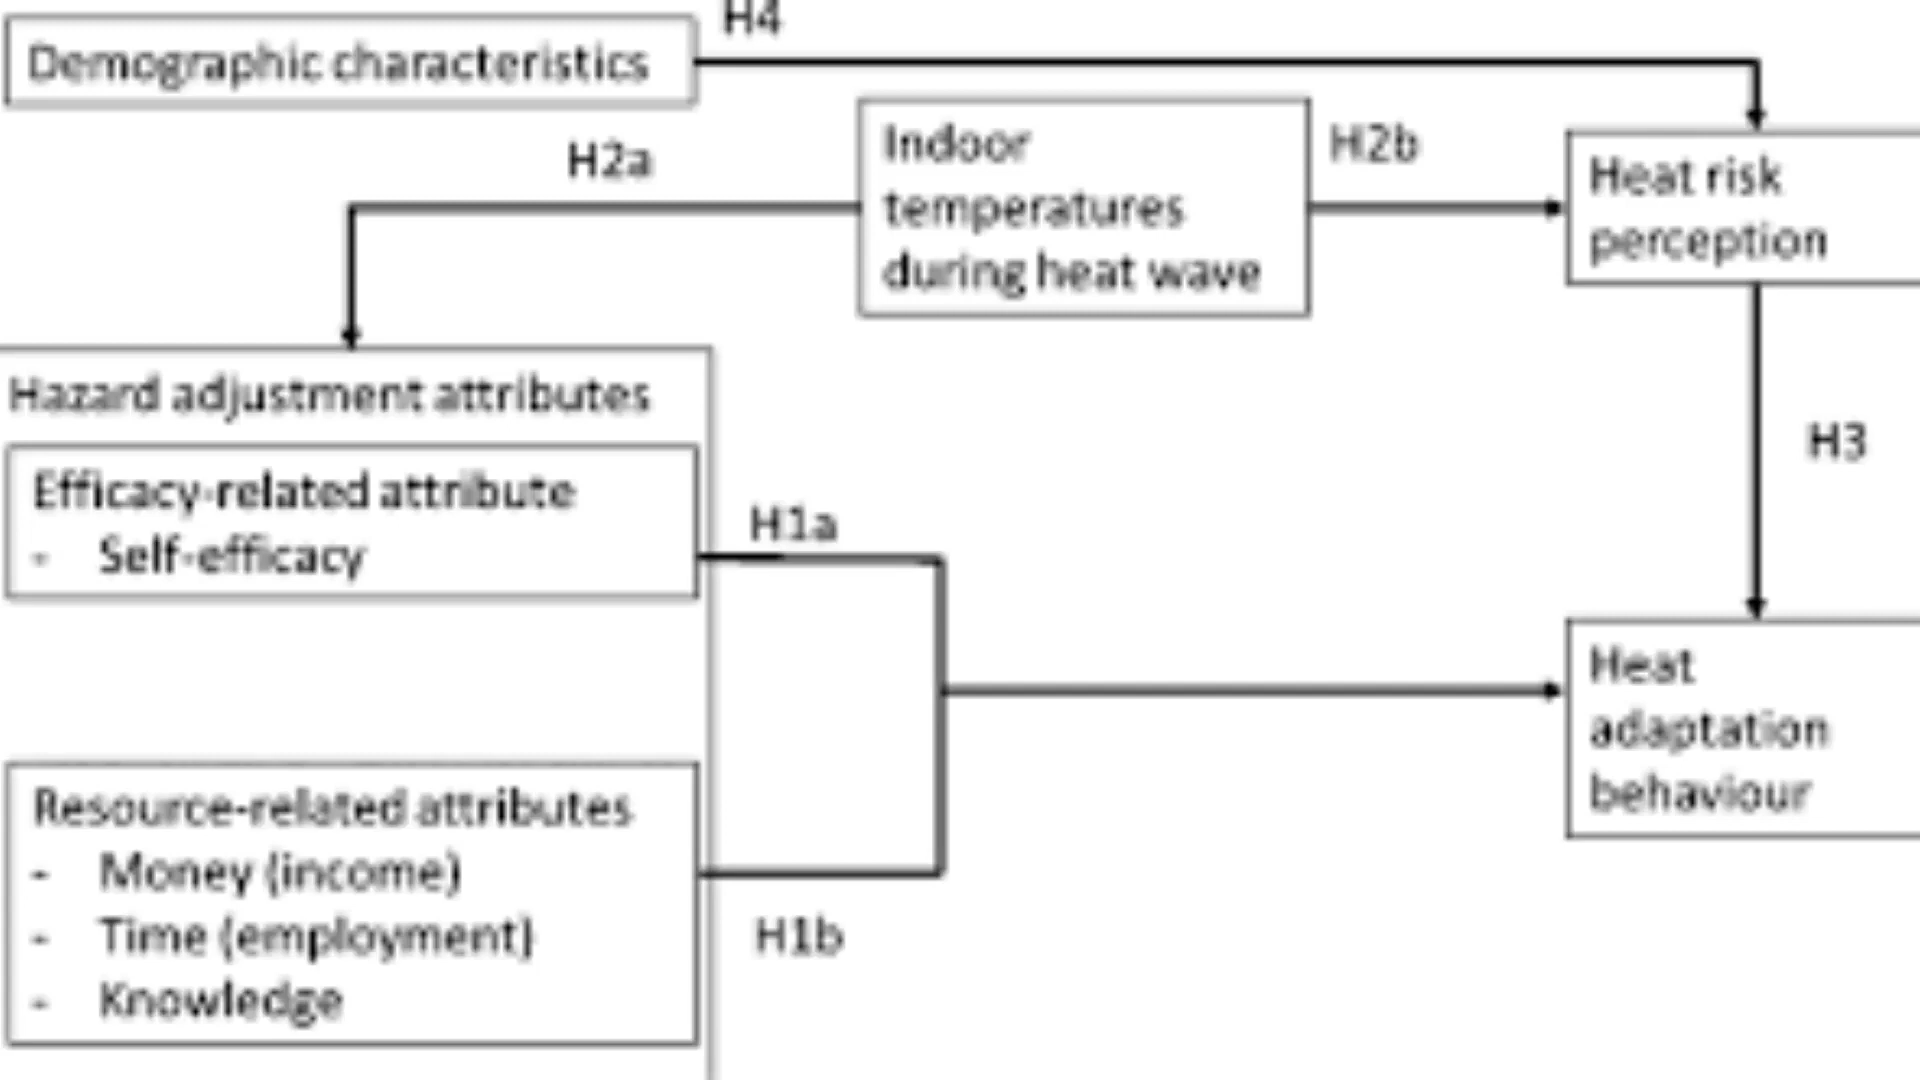 H4
Demographic characteristics
H2a
Indoor
temperatures
during heat wave
H2b
Heat risk
perception
Hazard adjustment attributes
Efficacy-related attribute
- Self-efficacy
H1a
H3
Heat
adaptation
behaviour
Resource-related attributes
- Money (income)
- Time (employment)
- Knowledge
H1b